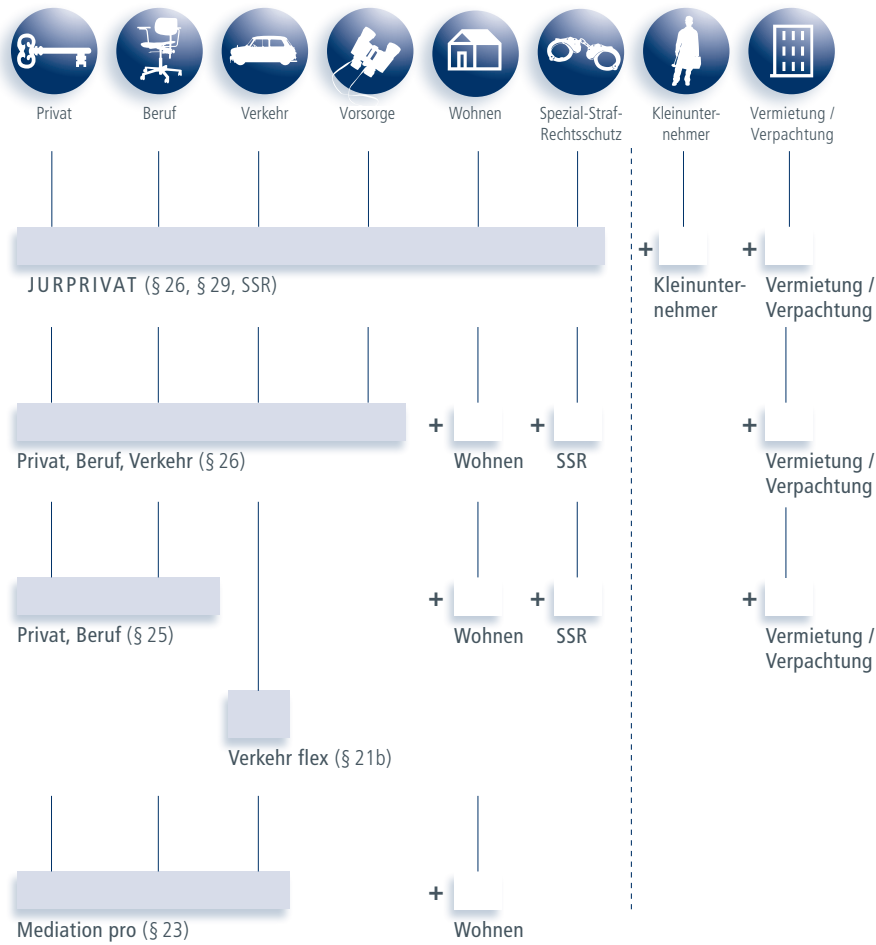 Privat
Beruf
Verkehr
Vorsorge
Wohnen
Spezial-Straf-
Rechtsschutz
Kleinunter-
nehmer
Vermietung /
Verpachtung
JURPRIVAT (§ 26, § 29, SSR)
+
Kleinunter-
nehmer
+
Vermietung /
Verpachtung
Privat, Beruf, Verkehr (§ 26)
+
Wohnen
+
SSR
+
Vermietung /
Verpachtung
Privat, Beruf (§ 25)
+
Wohnen
+
SSR
+
Vermietung /
Verpachtung
Verkehr flex (§ 21b)
Mediation pro (§ 23)
+
Wohnen